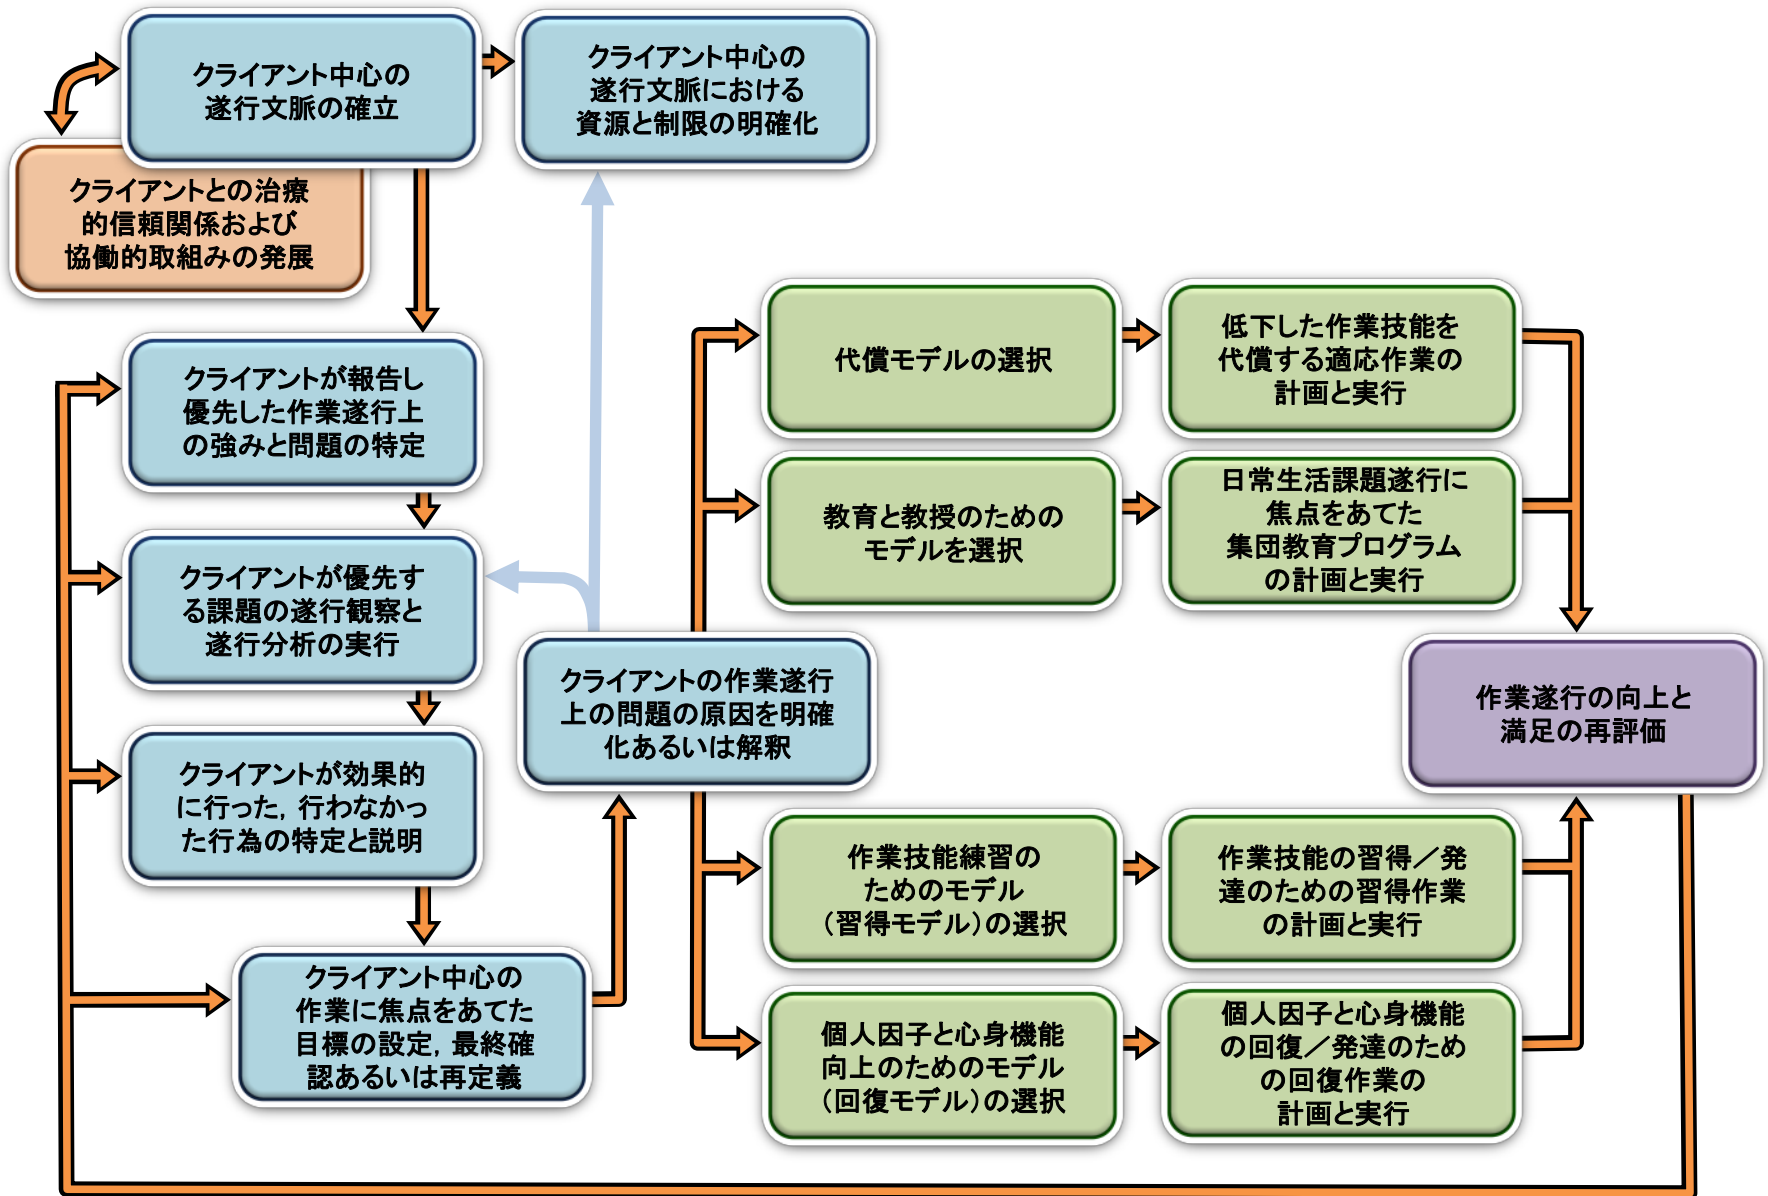 クライアント中心の
遂行文脈の確立
クライアント中心の
遂行文脈における
資源と制限の明確化
クライアントとの治療
的信頼関係および
協働的取組みの発展
クライアントが報告し
優先した作業遂行上
の強みと問題の特定
クライアントが優先す
る課題の遂行観察と
遂行分析の実行
クライアントが効果的
に行った，行わなかっ
た行為の特定と説明
クライアント中心の
作業に焦点をあてた
目標の設定，最終確
認あるいは再定義
クライアントの作業遂行
上の問題の原因を明確
化あるいは解釈
代償モデルの選択
低下した作業技能を
代償する適応作業の
計画と実行
教育と教授のための
モデルを選択
日常生活課題遂行に
焦点をあてた
集団教育プログラム
の計画と実行
作業技能練習の
ためのモデル
（習得モデル）の選択
作業技能の習得／発
達のための習得作業
の計画と実行
個人因子と心身機能
向上のためのモデル
（回復モデル）の選択
個人因子と心身機能
の回復／発達のため
の回復作業の
計画と実行
作業遂行の向上と
満足の再評価